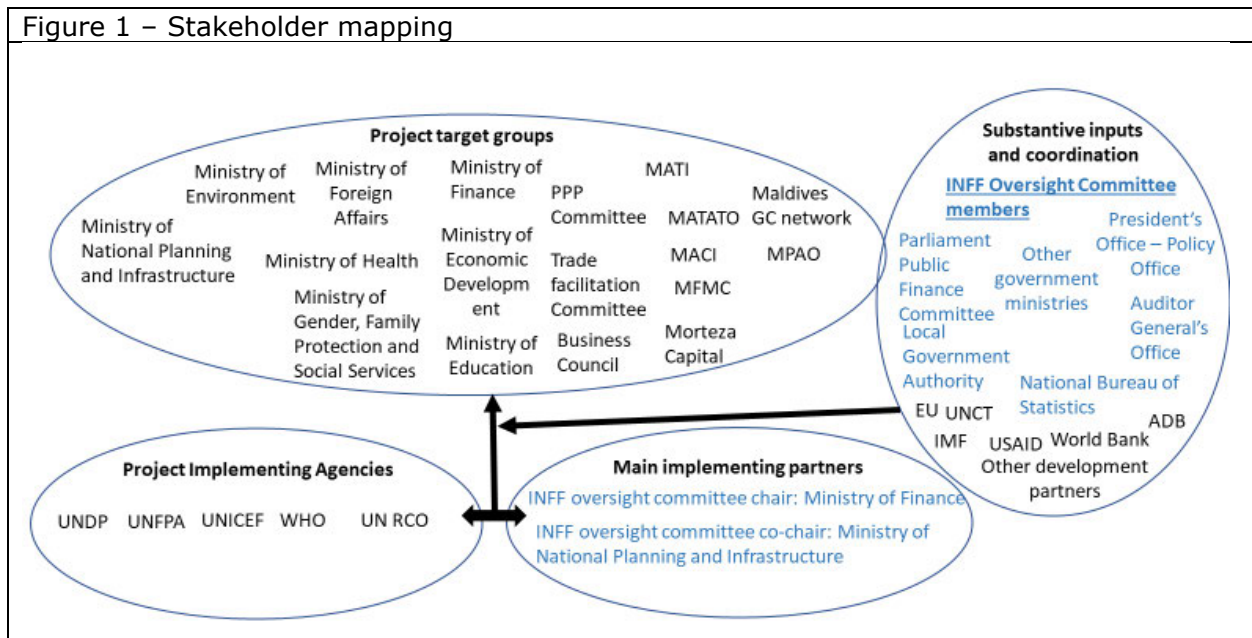 Figure 1 – Stakeholder mapping
Project target groups
Ministry of
Environment
Ministry of
Foreign
Affairs
Ministry of
Finance
MATI
PPP
Committee
Maldives
GC network
MATATO
Ministry of
National Planning
and Infrastructure
Ministry of Health
Ministry of
Economic
Developm
ent
Trade
facilitation
Committee
MACI
MPAO
MFMC
Ministry of
Gender, Family
Protection and
Social Services
Ministry of
Education
Business
Council
Morteza
Capital
Substantive inputs
and coordination
INFF Oversight Committee
members
President’s
Office – Policy
Office
Parliament
Public
Finance
Committee
Other
government
ministries
Auditor
General’s
Office
Local
Government
Authority
National Bureau of
Statistics
EU UNCT
ADB
IMF USAID World Bank
Other development
partners
Project Implementing Agencies
UNDP UNFPA UNICEF WHO UN RCO
Main implementing partners
INFF oversight committee chair: Ministry of Finance
INFF oversight committee co-chair: Ministry of
National Planning and Infrastructure